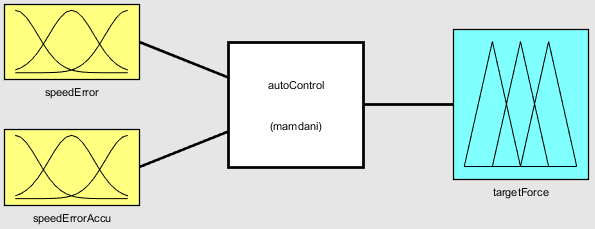 speedError
autoControl
(mamdani)
speedErrorAccu
targetForce